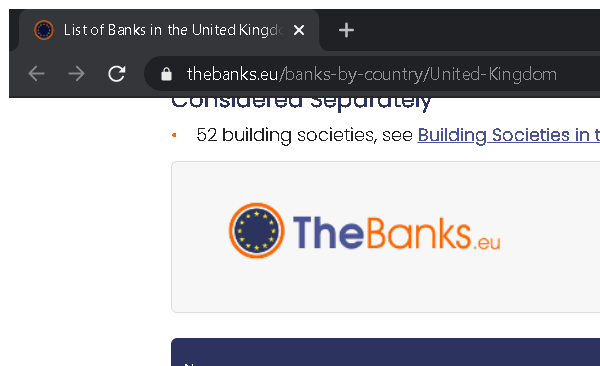 List of Banks in the United Kingdo
thebanks.eu/banks-by-country/United-Kingdom
Considered Separately
52 building societies, see Building Societies in t
TheBanks.eu